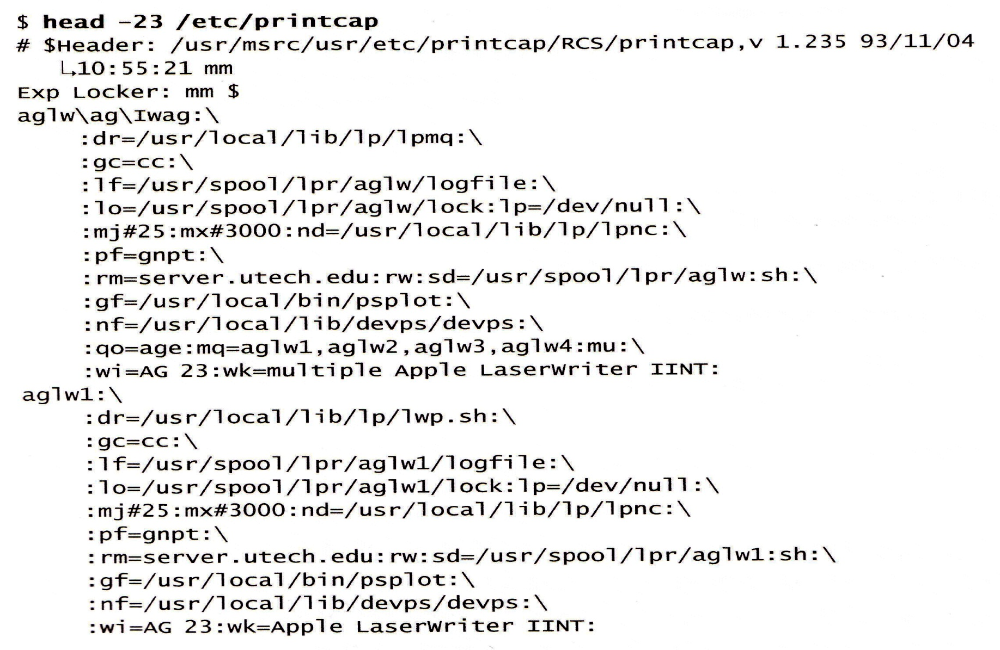 $ head -23 /etc/printcap
# $Header: /usr/msrc/usr/etc/printcap/RCS/printcap,v 1.235 93/11/04
↳10:55:21 mm
Exp Locker: mm $
aglw\ag\Iwag:\
:dr=/usr/local/lib/lp/lpmq:\
:gc=cc:\
:lf=/usr/spool/lpr/aglw/logfile:\
:lo=/usr/spool/lpr/aglw/lock:lp=/dev/null:\
:mj#25:mx#3000:nd=/usr/local/lib/lp/lpnc:\
:pf=gnpt:\
:rm=server.utech.edu:rw:sd=/usr/spool/lpr/aglw:sh:\
:gf=/usr/local/bin/psplot:\
:nf=/usr/local/lib/devps/devps:\
:qo=age:mq=aglw1,aglw2,aglw3,aglw4:mu:\
:wi=AG 23:wk=multiple Apple LaserWriter IINT:
aglw1:\
:dr=/usr/local/lib/lp/lwp.sh:\
:gc=cc:\
:lf=/usr/spool/lpr/aglw1/logfile:\
:lo=/usr/spool/lpr/aglw1/lock:lp=/dev/null:\
:mj#25:mx#3000:nd=/usr/local/lib/lp/lpnc:\
:pf=gnpt:\
:rm=server.utech.edu:rw:sd=/usr/spool/lpr/aglw1:sh:\
:gf=/usr/local/bin/psplot:\
:nf=/usr/local/lib/devps/devps:\
:wi=AG 23:wk=Apple LaserWriter IINT: